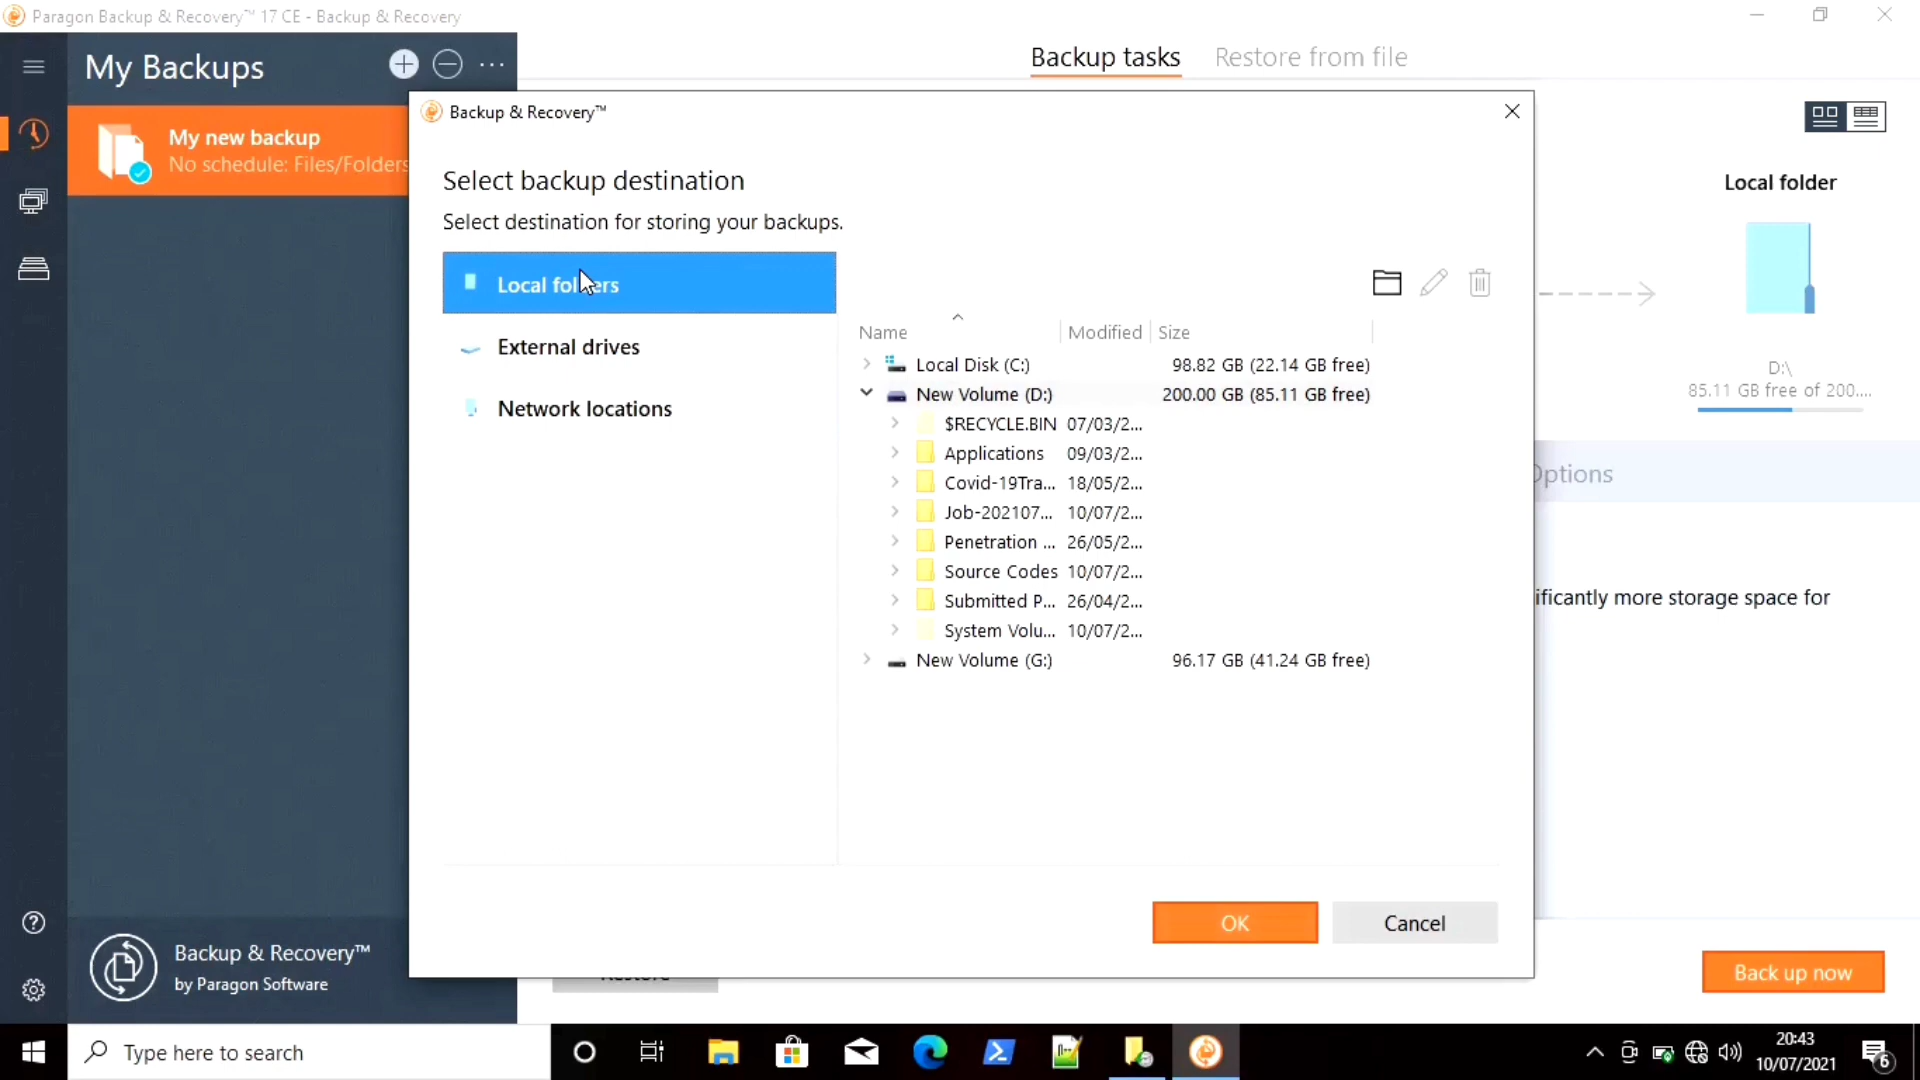 Paragon Backup & Recovery™ 17 CE - Backup & Recovery
My Backups
Backup tasks
Restore from file
My new backup
No schedule: Files/Folders
Backup & Recovery™
Select backup destination
Select destination for storing your backups.
Local folders
External drives
Network locations
Name
Modified
Size
Local Disk (C:) 98.82 GB (22.14 GB free)
New Volume (D:) 200.00 GB (85.11 GB free)
$RECYCLE.BIN 07/03/2...
Applications 09/03/2...
Covid-19Tra... 18/05/2...
Job-202107... 10/07/2...
Penetration ... 26/05/2...
Source Codes 10/07/2...
Submitted P... 26/04/2...
System Volu... 10/07/2...
New Volume (G:) 96.17 GB (41.24 GB free)
OK
Cancel
Local folder
D:\
85.11 GB free of 200....
Options
ificantly more storage space for
Restore
Back up now
Backup & Recovery™
by Paragon Software
Type here to search
20:43
10/07/2021
6